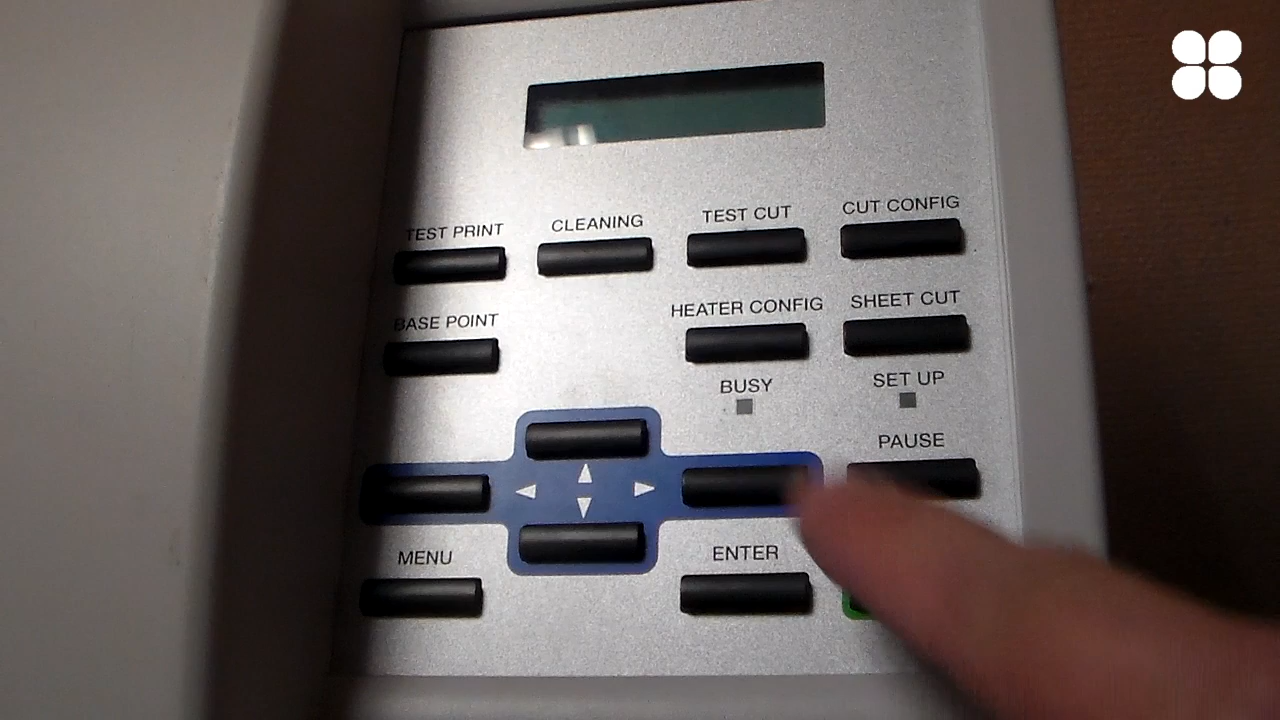 TEST PRINT
CLEANING
TEST CUT
CUT CONFIG
BASE POINT
HEATER CONFIG
SHEET CUT
BUSY
SET UP
PAUSE
MENU
ENTER